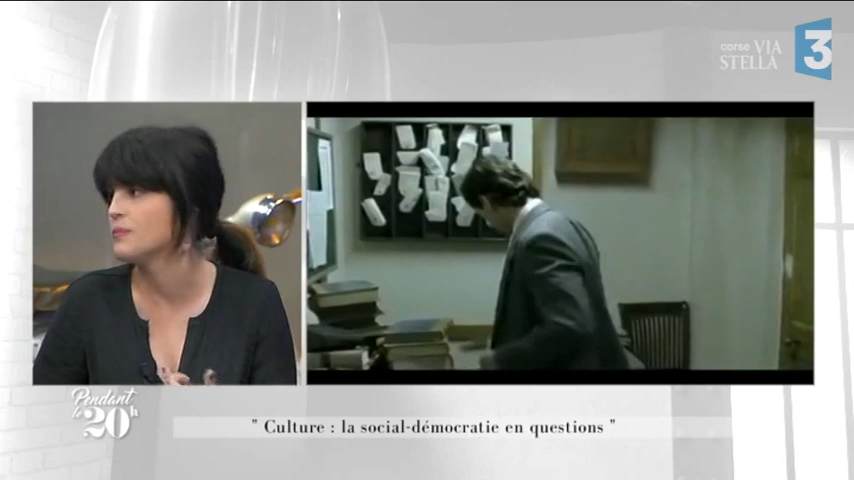 corse VIA
STELLA
3
Pendant
le 20h
" Culture : la social-démocratie en questions "